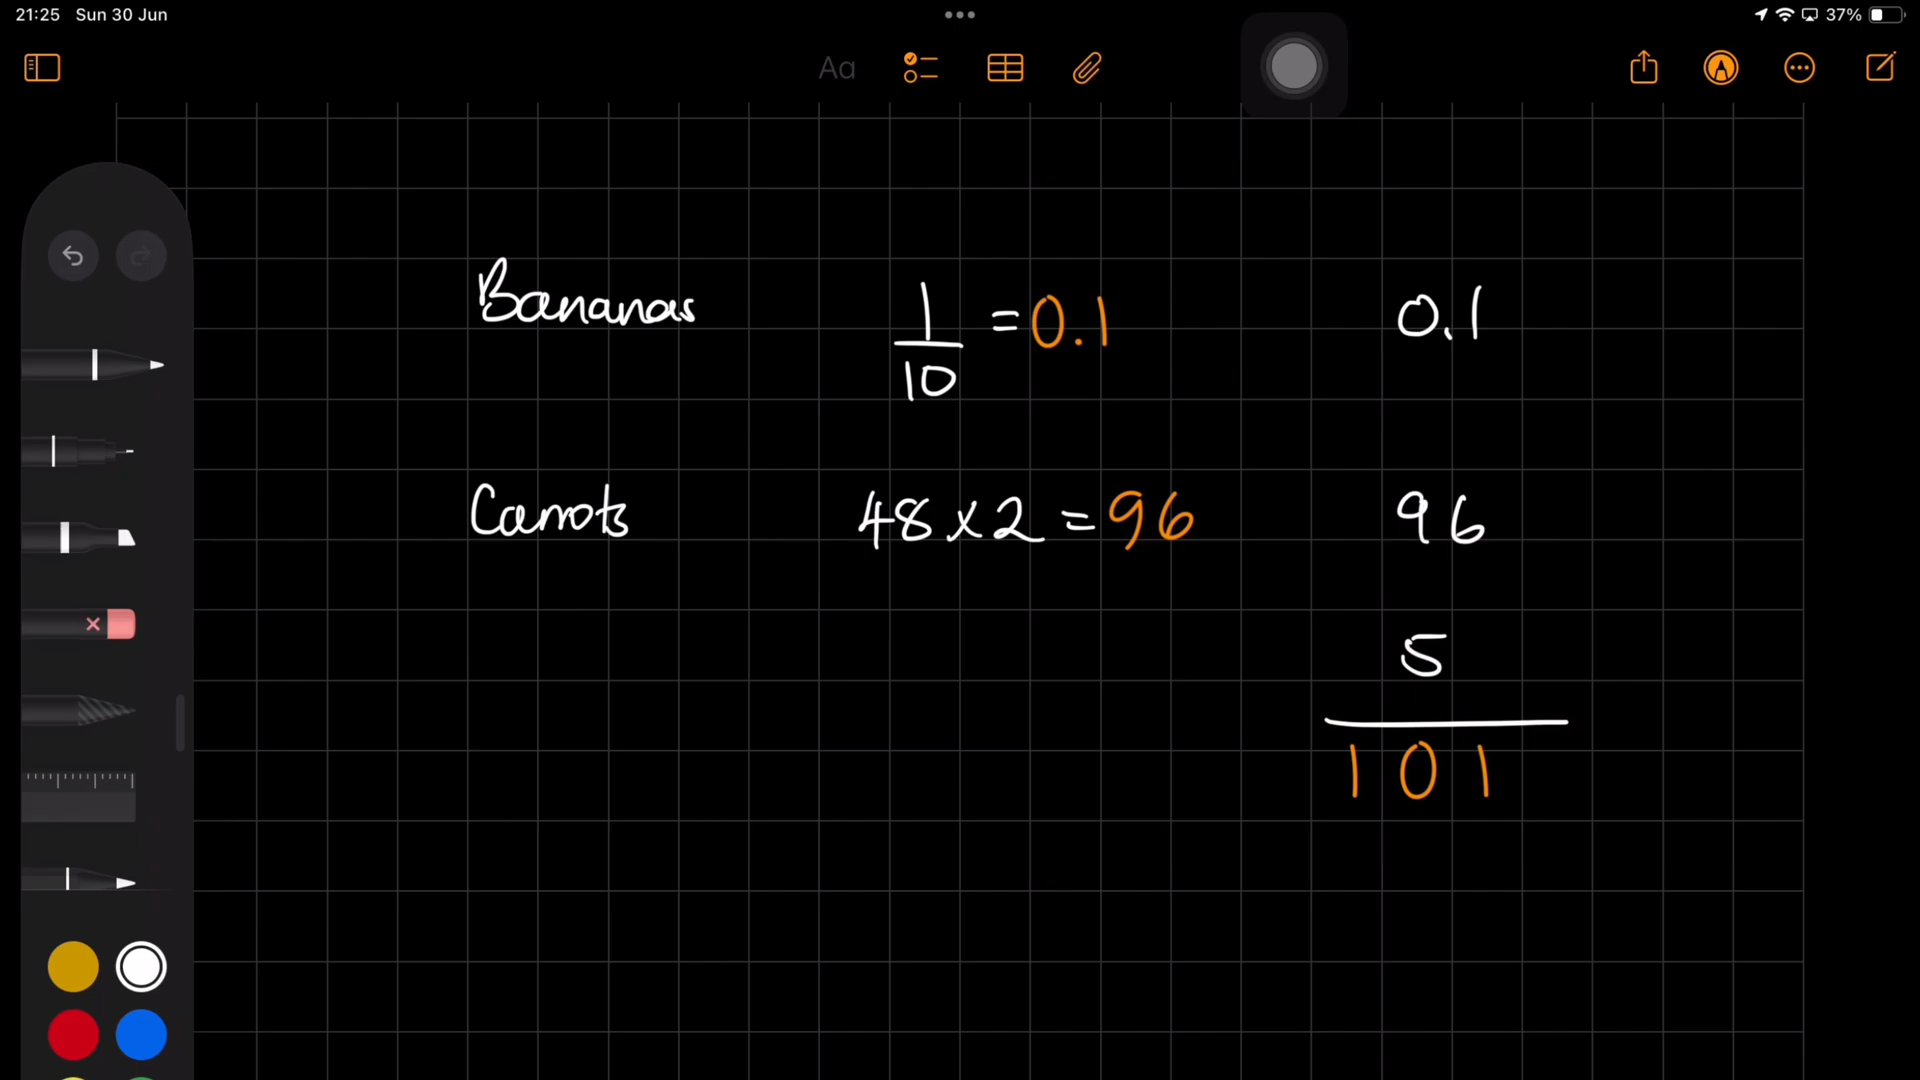 21:25 Sun 30 Jun
37%
Aa
Bananas 1/10 = 0.1 0.1
Carrots 48 × 2 = 96 96
5
101